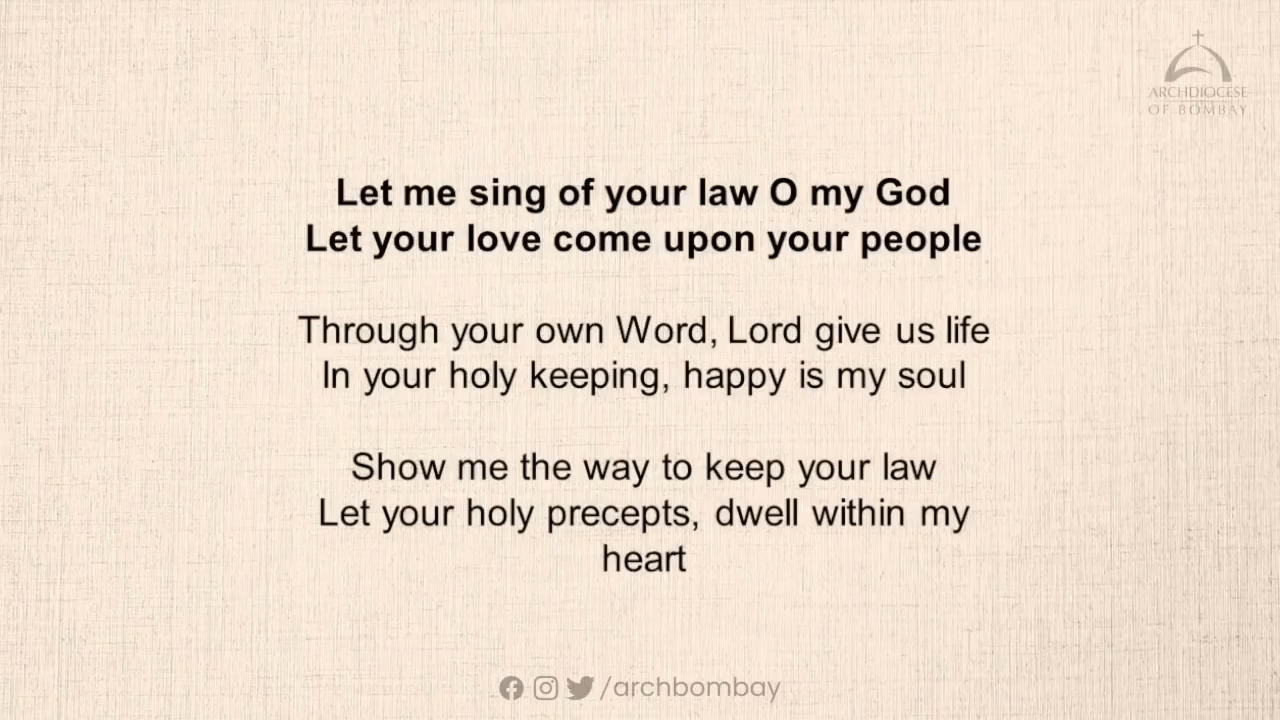 ARCHDIOCESE
OF BOMBAY
Let me sing of your law O my God
Let your love come upon your people
Through your own Word, Lord give us life
In your holy keeping, happy is my soul
Show me the way to keep your law
Let your holy precepts, dwell within my
heart
/archbombay